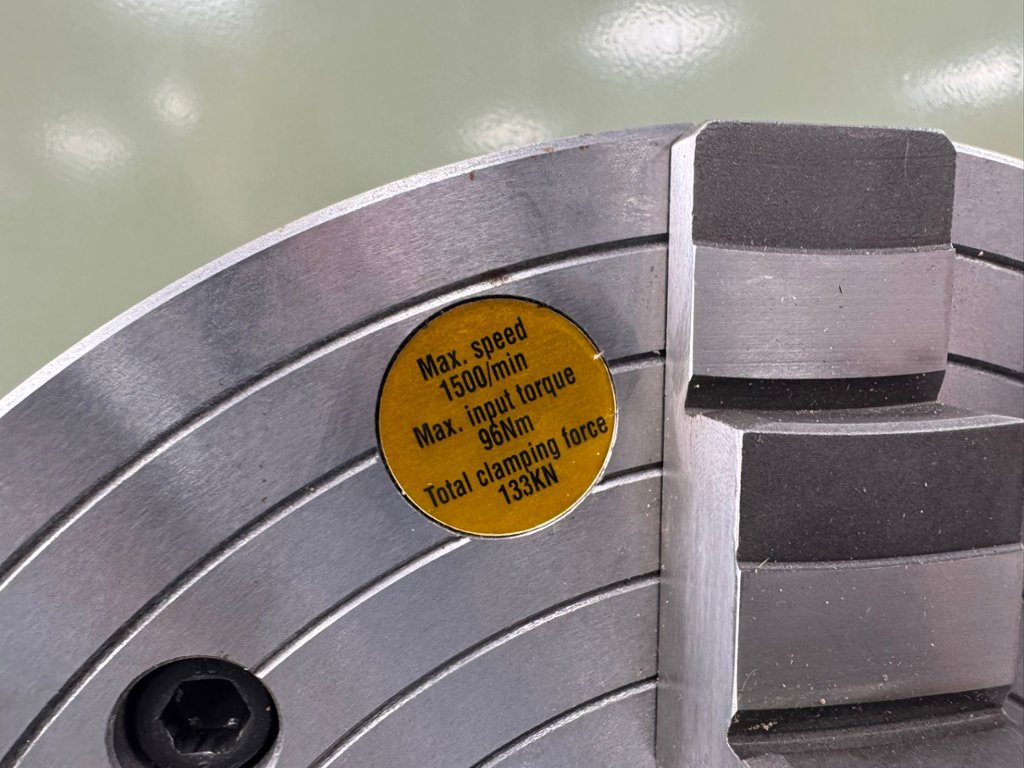 Max. speed
1500/min
Max. input torque
96Nm
Total clamping force
133KN